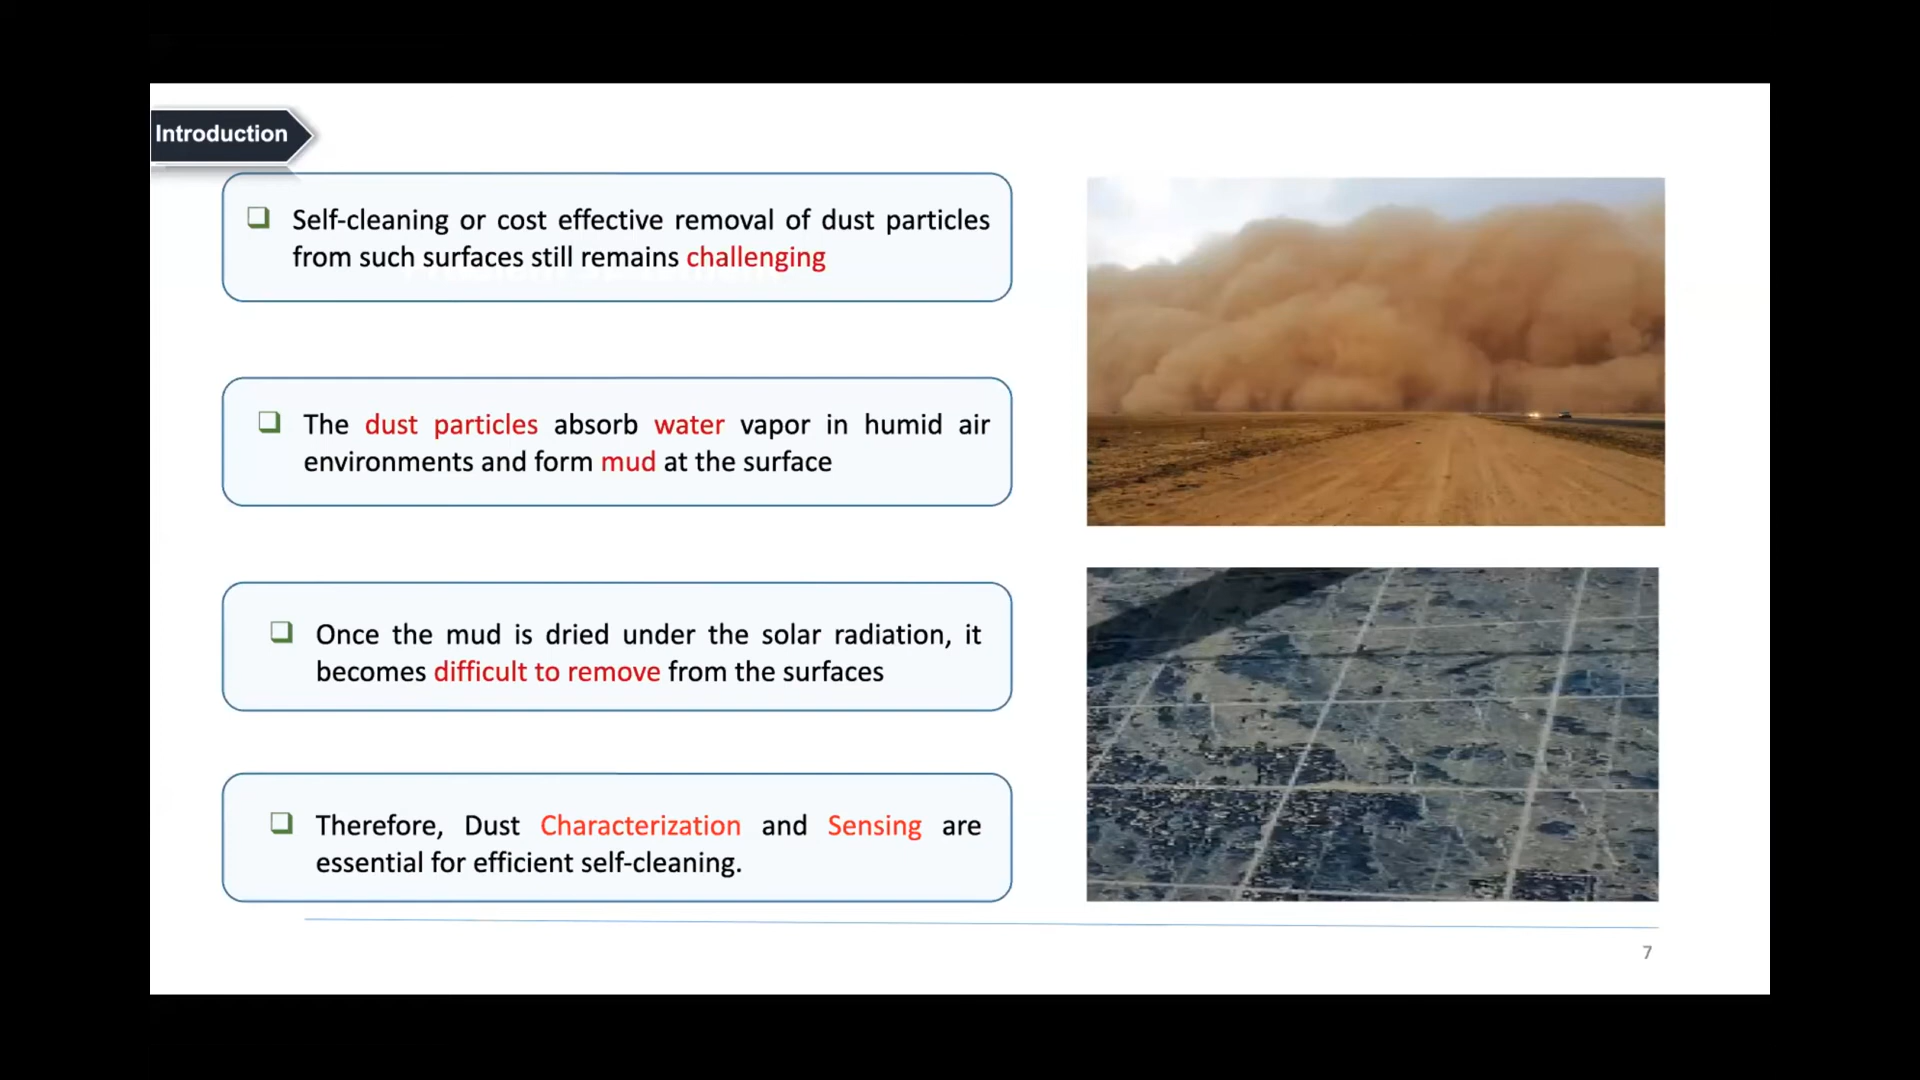 Introduction
Self-cleaning or cost effective removal of dust particles
from such surfaces still remains challenging
The dust particles absorb water vapor in humid air
environments and form mud at the surface
Once the mud is dried under the solar radiation, it
becomes difficult to remove from the surfaces
Therefore, Dust Characterization and Sensing are
essential for efficient self-cleaning.
7